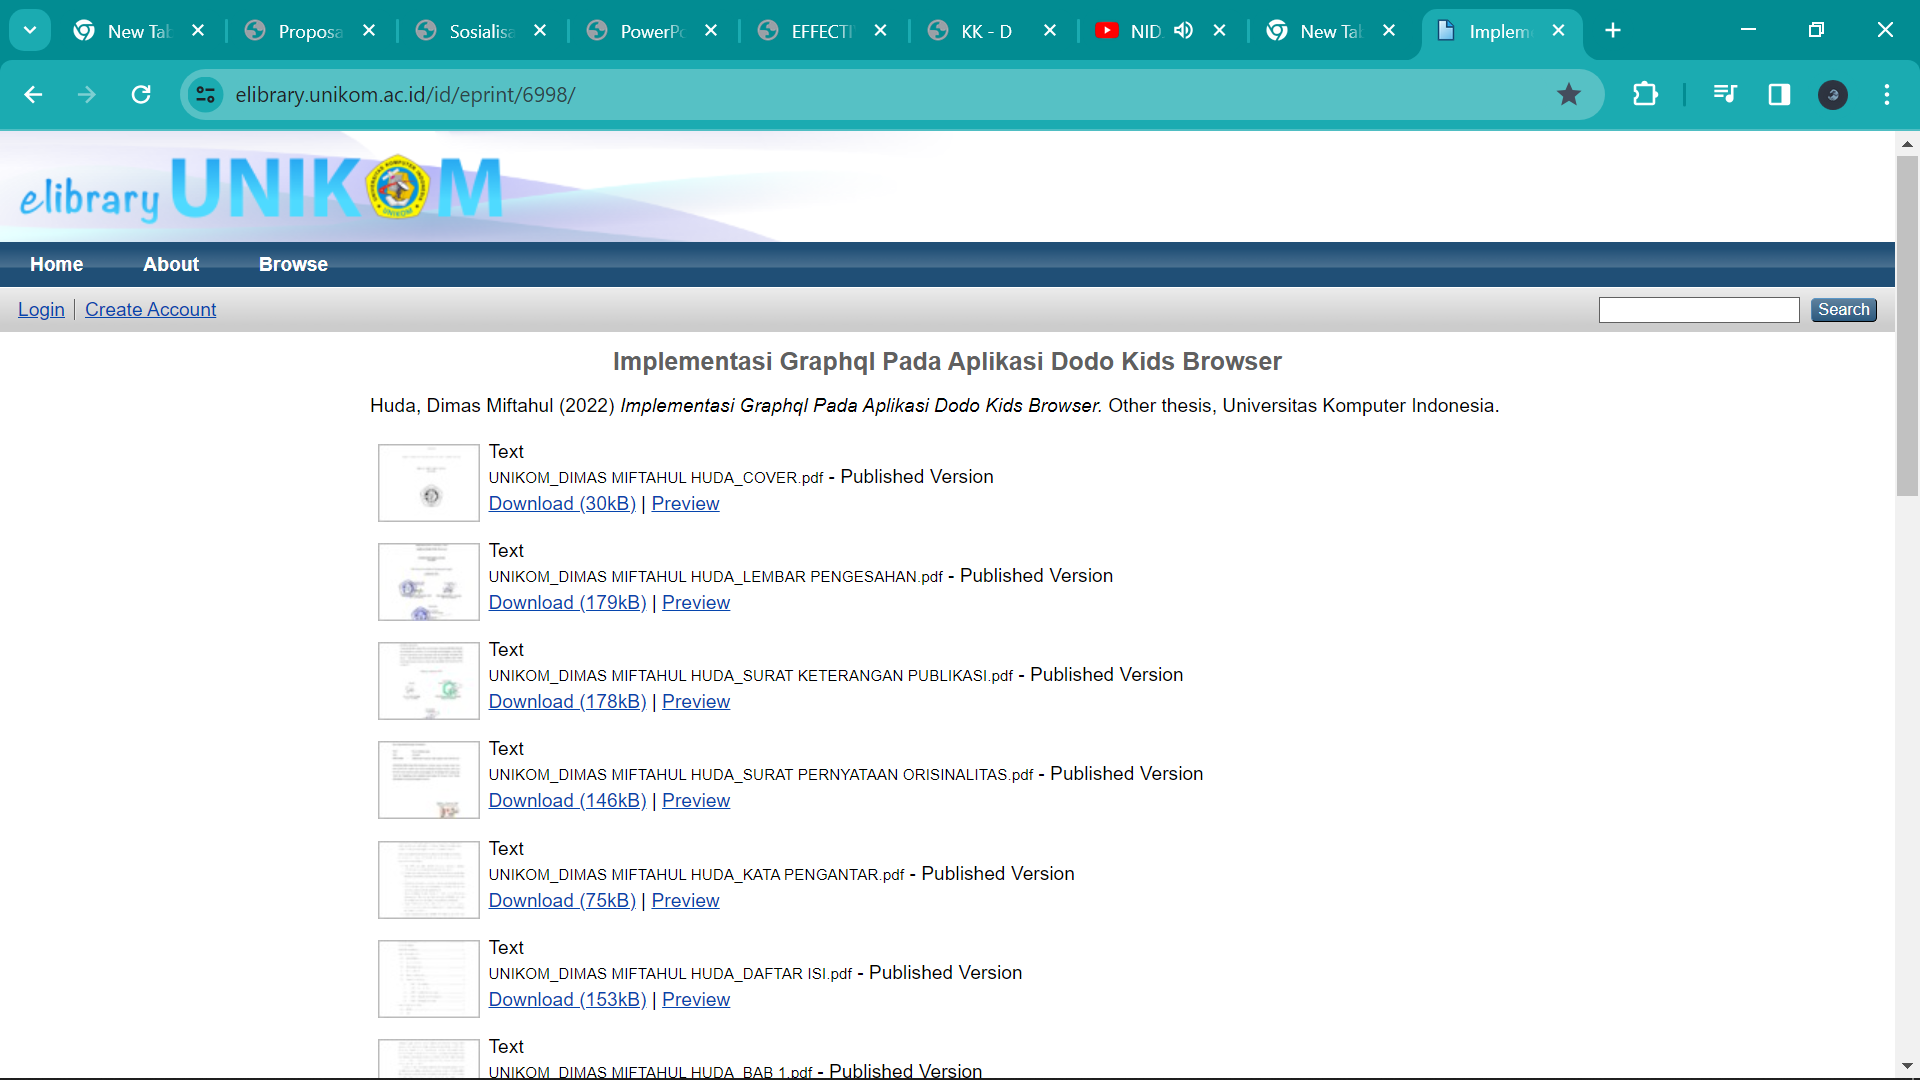 New Tab
Proposa
Sosialisa
PowerPo
EFFECTI
KK - D
NID
New Tab
Implem
elibrary.unikom.ac.id/id/eprint/6998/
elibrary UNIKOM
Home About Browse
Login Create Account Search
Implementasi Graphql Pada Aplikasi Dodo Kids Browser
Huda, Dimas Miftahul (2022) Implementasi Graphql Pada Aplikasi Dodo Kids Browser. Other thesis, Universitas Komputer Indonesia.
Text
UNIKOM_DIMAS MIFTAHUL HUDA_COVER.pdf - Published Version
Download (30kB) | Preview
Text
UNIKOM_DIMAS MIFTAHUL HUDA_LEMBAR PENGESAHAN.pdf - Published Version
Download (179kB) | Preview
Text
UNIKOM_DIMAS MIFTAHUL HUDA_SURAT KETERANGAN PUBLIKASI.pdf - Published Version
Download (178kB) | Preview
Text
UNIKOM_DIMAS MIFTAHUL HUDA_SURAT PERNYATAAN ORISINALITAS.pdf - Published Version
Download (146kB) | Preview
Text
UNIKOM_DIMAS MIFTAHUL HUDA_KATA PENGANTAR.pdf - Published Version
Download (75kB) | Preview
Text
UNIKOM_DIMAS MIFTAHUL HUDA_DAFTAR ISI.pdf - Published Version
Download (153kB) | Preview
Text
UNIKOM_DIMAS MIFTAHUL HUDA_BAB 1.pdf - Published Version